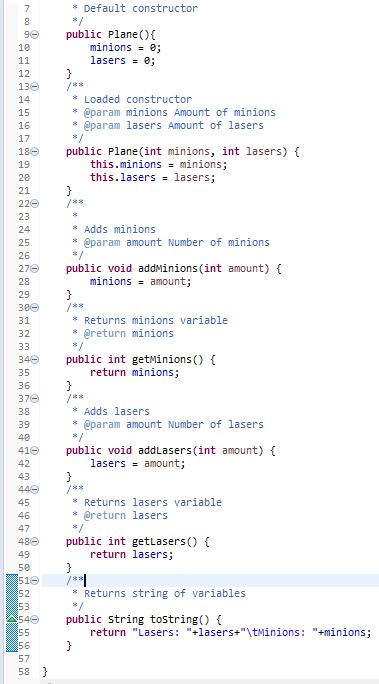 7 * Default constructor
8 */
9 public Plane(){
10 minions = 0;
11 lasers = 0;
12 }
13 /**
14 * Loaded constructor
15 * @param minions Amount of minions
16 * @param lasers Amount of lasers
17 */
18 public Plane(int minions, int lasers) {
19 this.minions = minions;
20 this.lasers = lasers;
21 }
22 /**
23 *
24 * Adds minions
25 * @param amount Number of minions
26 */
27 public void addMinions(int amount) {
28 minions = amount;
29 }
30 /**
31 * Returns minions variable
32 * @return minions
33 */
34 public int getMinions() {
35 return minions;
36 }
37 /**
38 * Adds lasers
39 * @param amount Number of lasers
40 */
41 public void addLasers(int amount) {
42 lasers = amount;
43 }
44 /**
45 * Returns lasers variable
46 * @return lasers
47 */
48 public int getLasers() {
49 return lasers;
50 }
51 /**
52 * Returns string of variables
53 */
54 public String toString() {
55 return "Lasers: "+lasers+"\tMinions: "+minions;
56 }
57
58 }